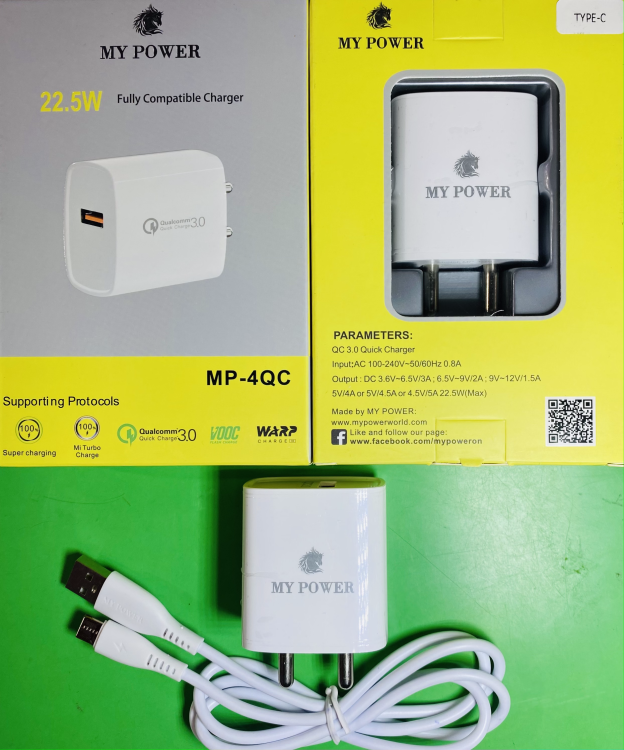 MY POWER
22.5W Fully Compatible Charger
Qualcomm
Quick Charge 3.0
MP-4QC
Supporting Protocols
100%
Super charging
100%
Mi Turbo
Charge
Qualcomm
Quick Charge 3.0
VOOC
WARP
CHARGE
MY POWER
TYPE-C
MY POWER
PARAMETERS:
QC 3.0 Quick Charger
Input;AC 100-240V~50/60Hz 0.8A
Output : DC 3.6V~6.5V/3A ; 6.5V~9V/2A ; 9V~12V/1.5A
5V/4A or 5V/4.5A or 4.5V/5A 22.5W(Max)
Made by MY POWER:
www.mypowerworld.com
Like and follow our page:
www.facebook.com/mypoweron
MY POWER